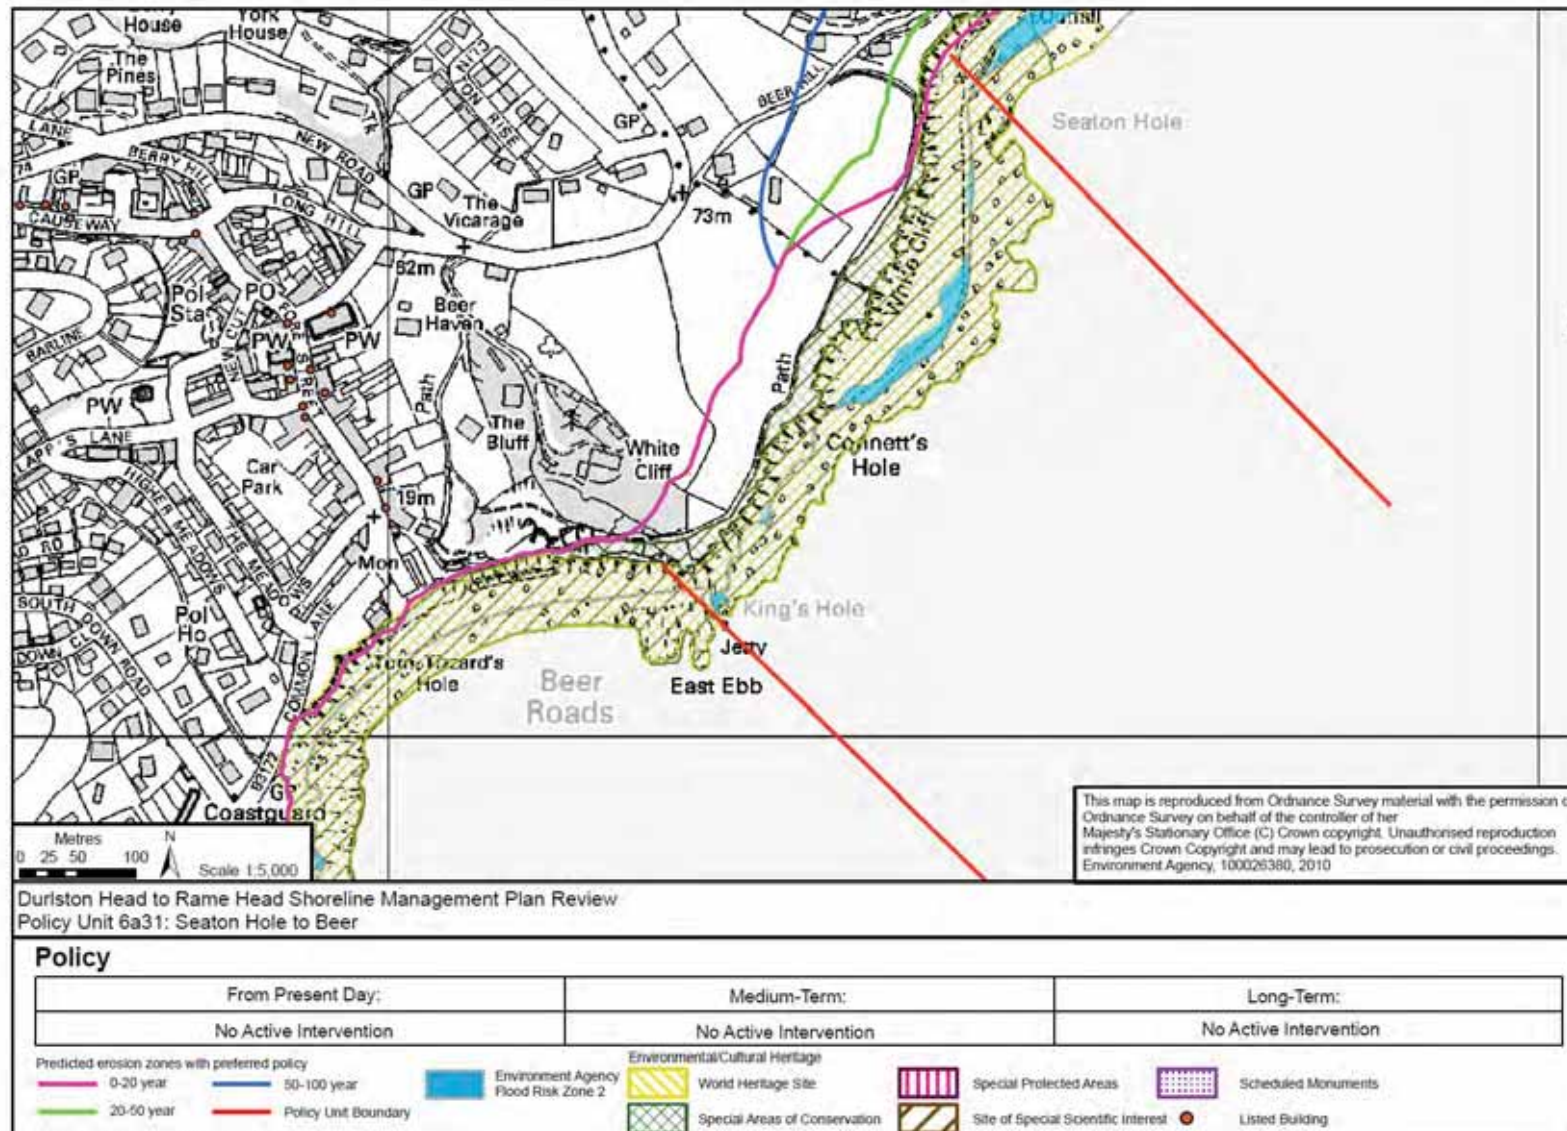 York
House
House
The
Pines
LANE
BERRY HILL
NEW ROAD
TON RISE
BEER HILL
GP
GP
GP
Seaton Hole
CAUSEWAY
LONG HILL
The
Vicarage
73m
62m
White Cliff
Pol
Sta
PO
Beer
Haven
BARLINE
NEW CUT
FORE STREET
PW
PW
PW
Path
Path
The
Bluff
White
Cliff
Connett's
Hole
LANE
Car
Park
19m
HIGHER MEADOWS
THE MEADOWS
Mon
SOUTH DOWN ROAD
DOWN
Pol
Ho
COMMON LANE
King's Hole
Jetty
East Ebb
Hole
Beer
Roads
Coastguard
Metres
N
0 25 50 100
Scale 1:5,000
This map is reproduced from Ordnance Survey material with the permission
Ordnance Survey on behalf of the controller of her
Majesty's Stationary Office (C) Crown copyright. Unauthorised reproduction
infringes Crown Copyright and may lead to prosecution or civil proceedings.
Environment Agency, 100026380, 2010
Durlston Head to Rame Head Shoreline Management Plan Review
Policy Unit 6a31: Seaton Hole to Beer
Policy
From Present Day: Medium-Term: Long-Term:
No Active Intervention No Active Intervention No Active Intervention
Predicted erosion zones with preferred policy
0-20 year 50-100 year
20-50 year Policy Unit Boundary
Environment Agency
Flood Risk Zone 2
Environmental/Cultural Heritage
World Heritage Site Special Protected Areas Scheduled Monuments
Special Areas of Conservation Site of Special Scientific Interest Listed Building